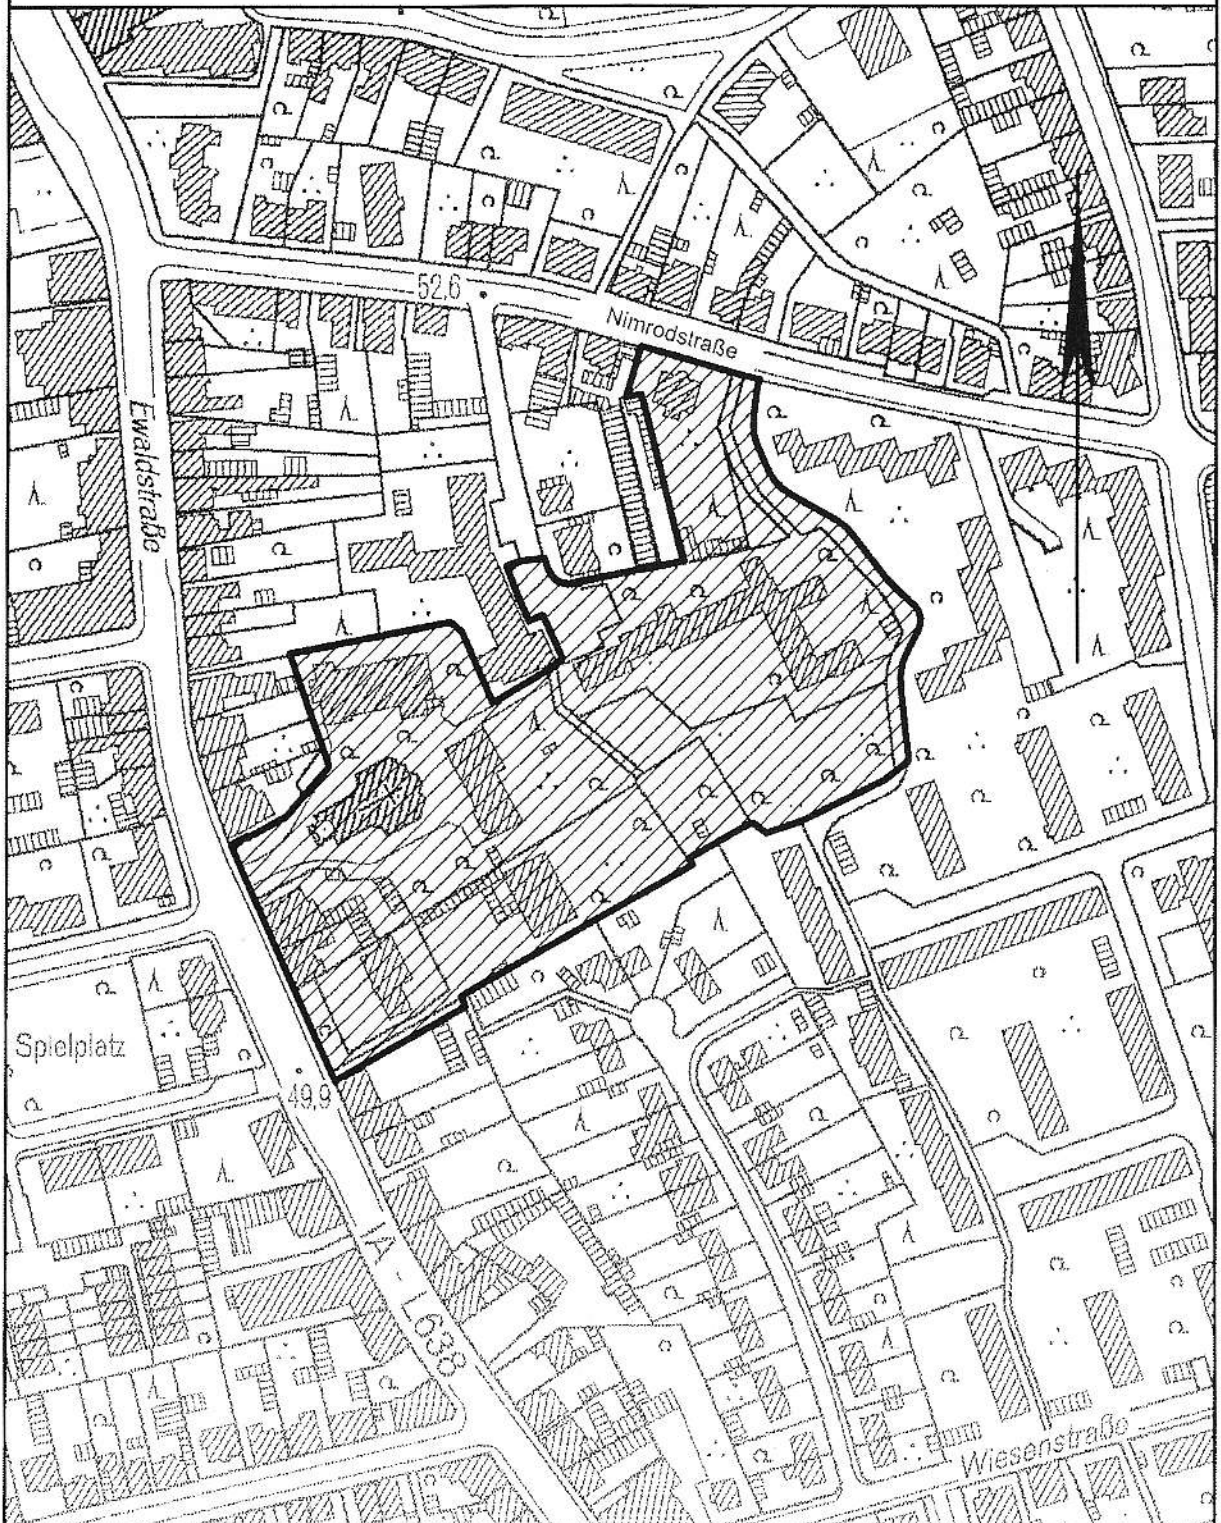 52,6
Nimrodstraße
Ewaldstraße
Spielplatz
49,9
A - L638
Wiesenstraße